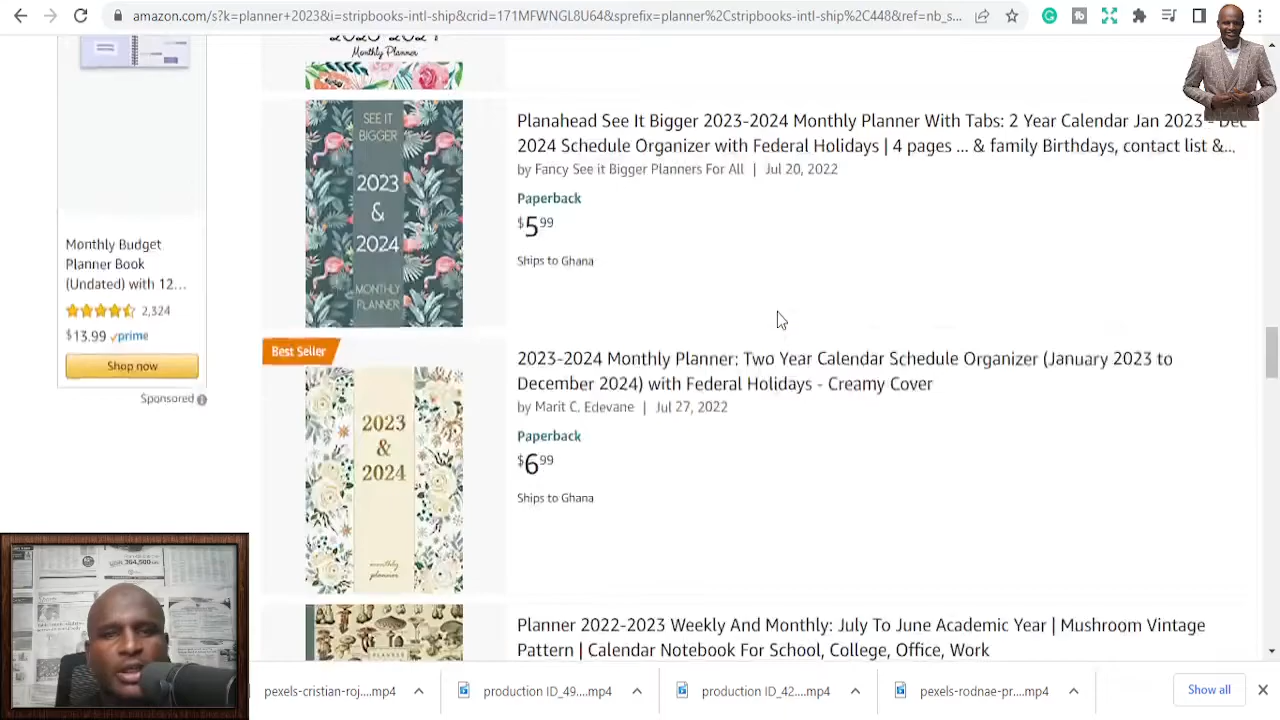 amazon.com/s?k=planner+2023&i=stripbooks-intl-ship&crid=171MFWNGL8U64&sprefix=planner%2Cstripbooks-intl-ship%2C448&ref=nb_s...
Monthly Planner
SEE IT
BIGGER
2023
&
2024
MONTHLY
PLANNER
Planahead See It Bigger 2023-2024 Monthly Planner With Tabs: 2 Year Calendar Jan 2023 - Dec
2024 Schedule Organizer with Federal Holidays | 4 pages ... & family Birthdays, contact list &...
by Fancy See it Bigger Planners For All | Jul 20, 2022
Paperback
$5 99
Ships to Ghana
Monthly Budget
Planner Book
(Undated) with 12...
2,324
$13.99 prime
Shop now
Sponsored
Best Seller
2023
&
2024
monthly
planner
2023-2024 Monthly Planner: Two Year Calendar Schedule Organizer (January 2023 to
December 2024) with Federal Holidays - Creamy Cover
by Marit C. Edevane | Jul 27, 2022
Paperback
$6 99
Ships to Ghana
Planner 2022-2023 Weekly And Monthly: July To June Academic Year | Mushroom Vintage
Pattern | Calendar Notebook For School, College, Office, Work
pexels-cristian-roj....mp4
production ID_49....mp4
production ID_42....mp4
pexels-rodnae-pr....mp4
Show all